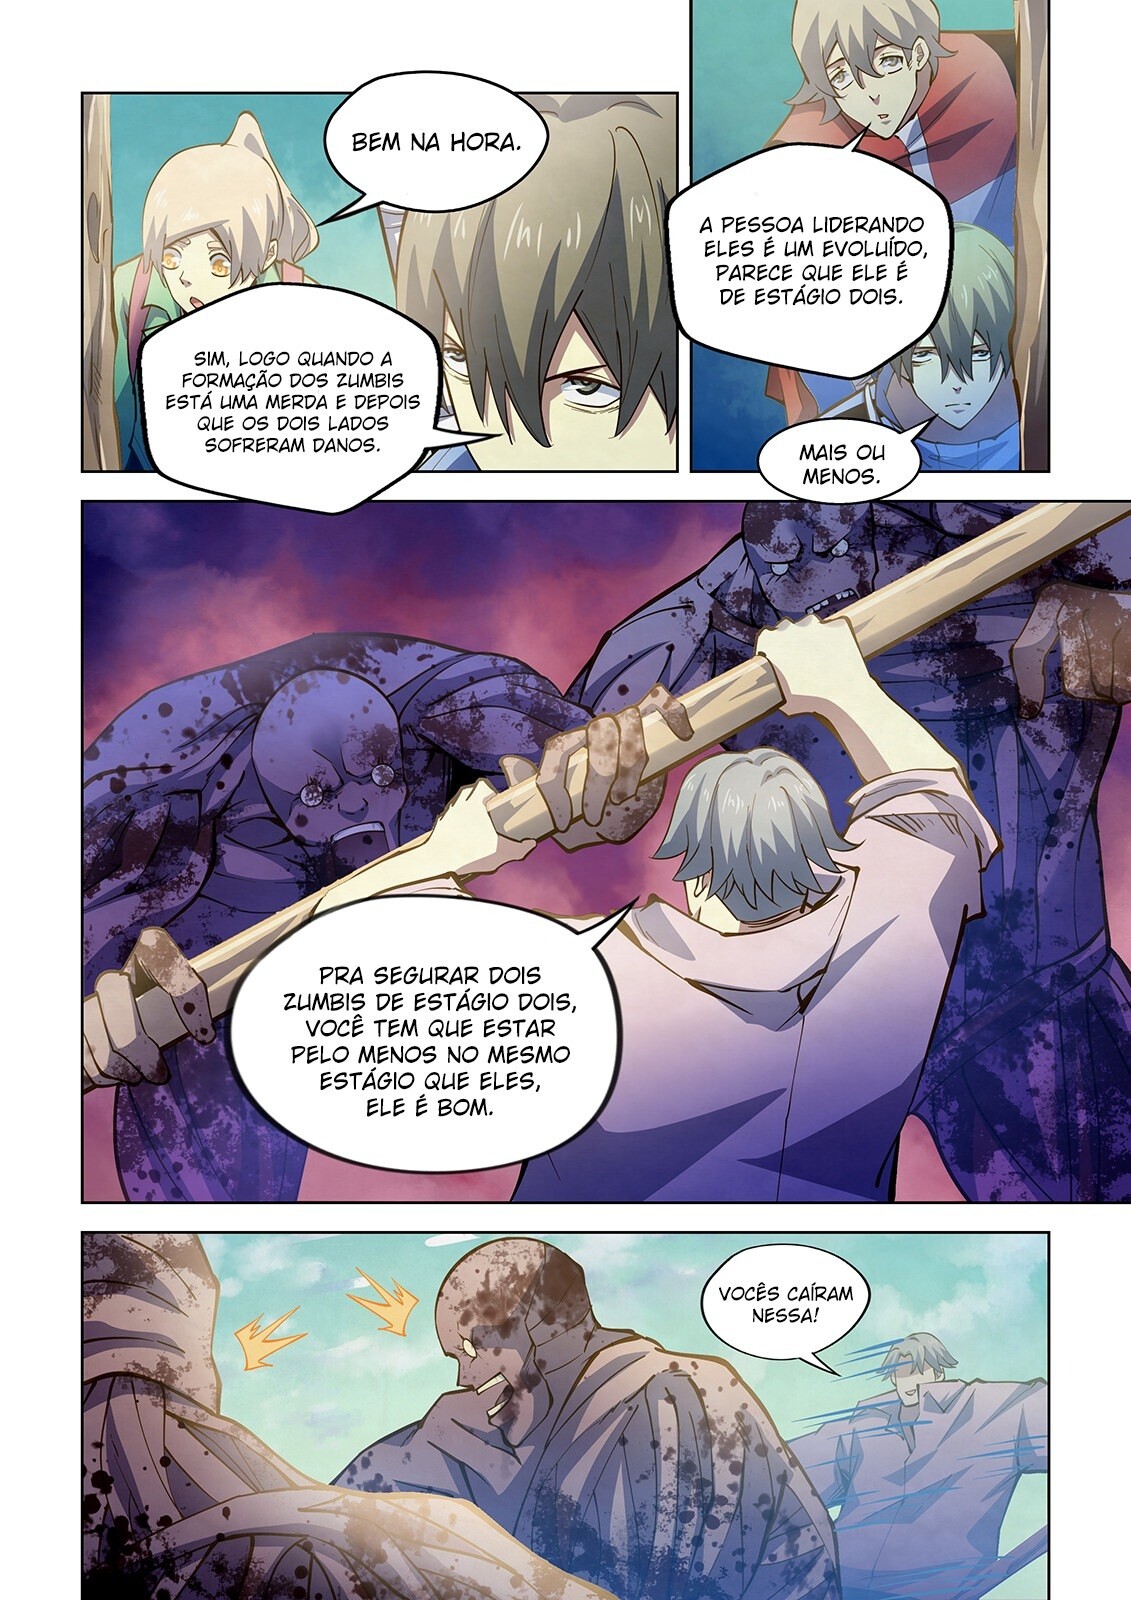 BEM NA HORA.
SIM, LOGO QUANDO A
FORMAÇÃO DOS ZUMBIS
ESTÁ UMA MERDA E DEPOIS
QUE OS DOIS LADOS
SOFRERAM DANOS.
A PESSOA LIDERANDO
ELES É UM EVOLUÍDO,
PARECE QUE ELE É
DE ESTÁGIO DOIS.
MAIS OU
MENOS.
PRA SEGURAR DOIS
ZUMBIS DE ESTÁGIO DOIS,
VOCÊ TEM QUE ESTAR
PELO MENOS NO MESMO
ESTÁGIO QUE ELES,
ELE É BOM.
VOCÊS CAÍRAM
NESSA!